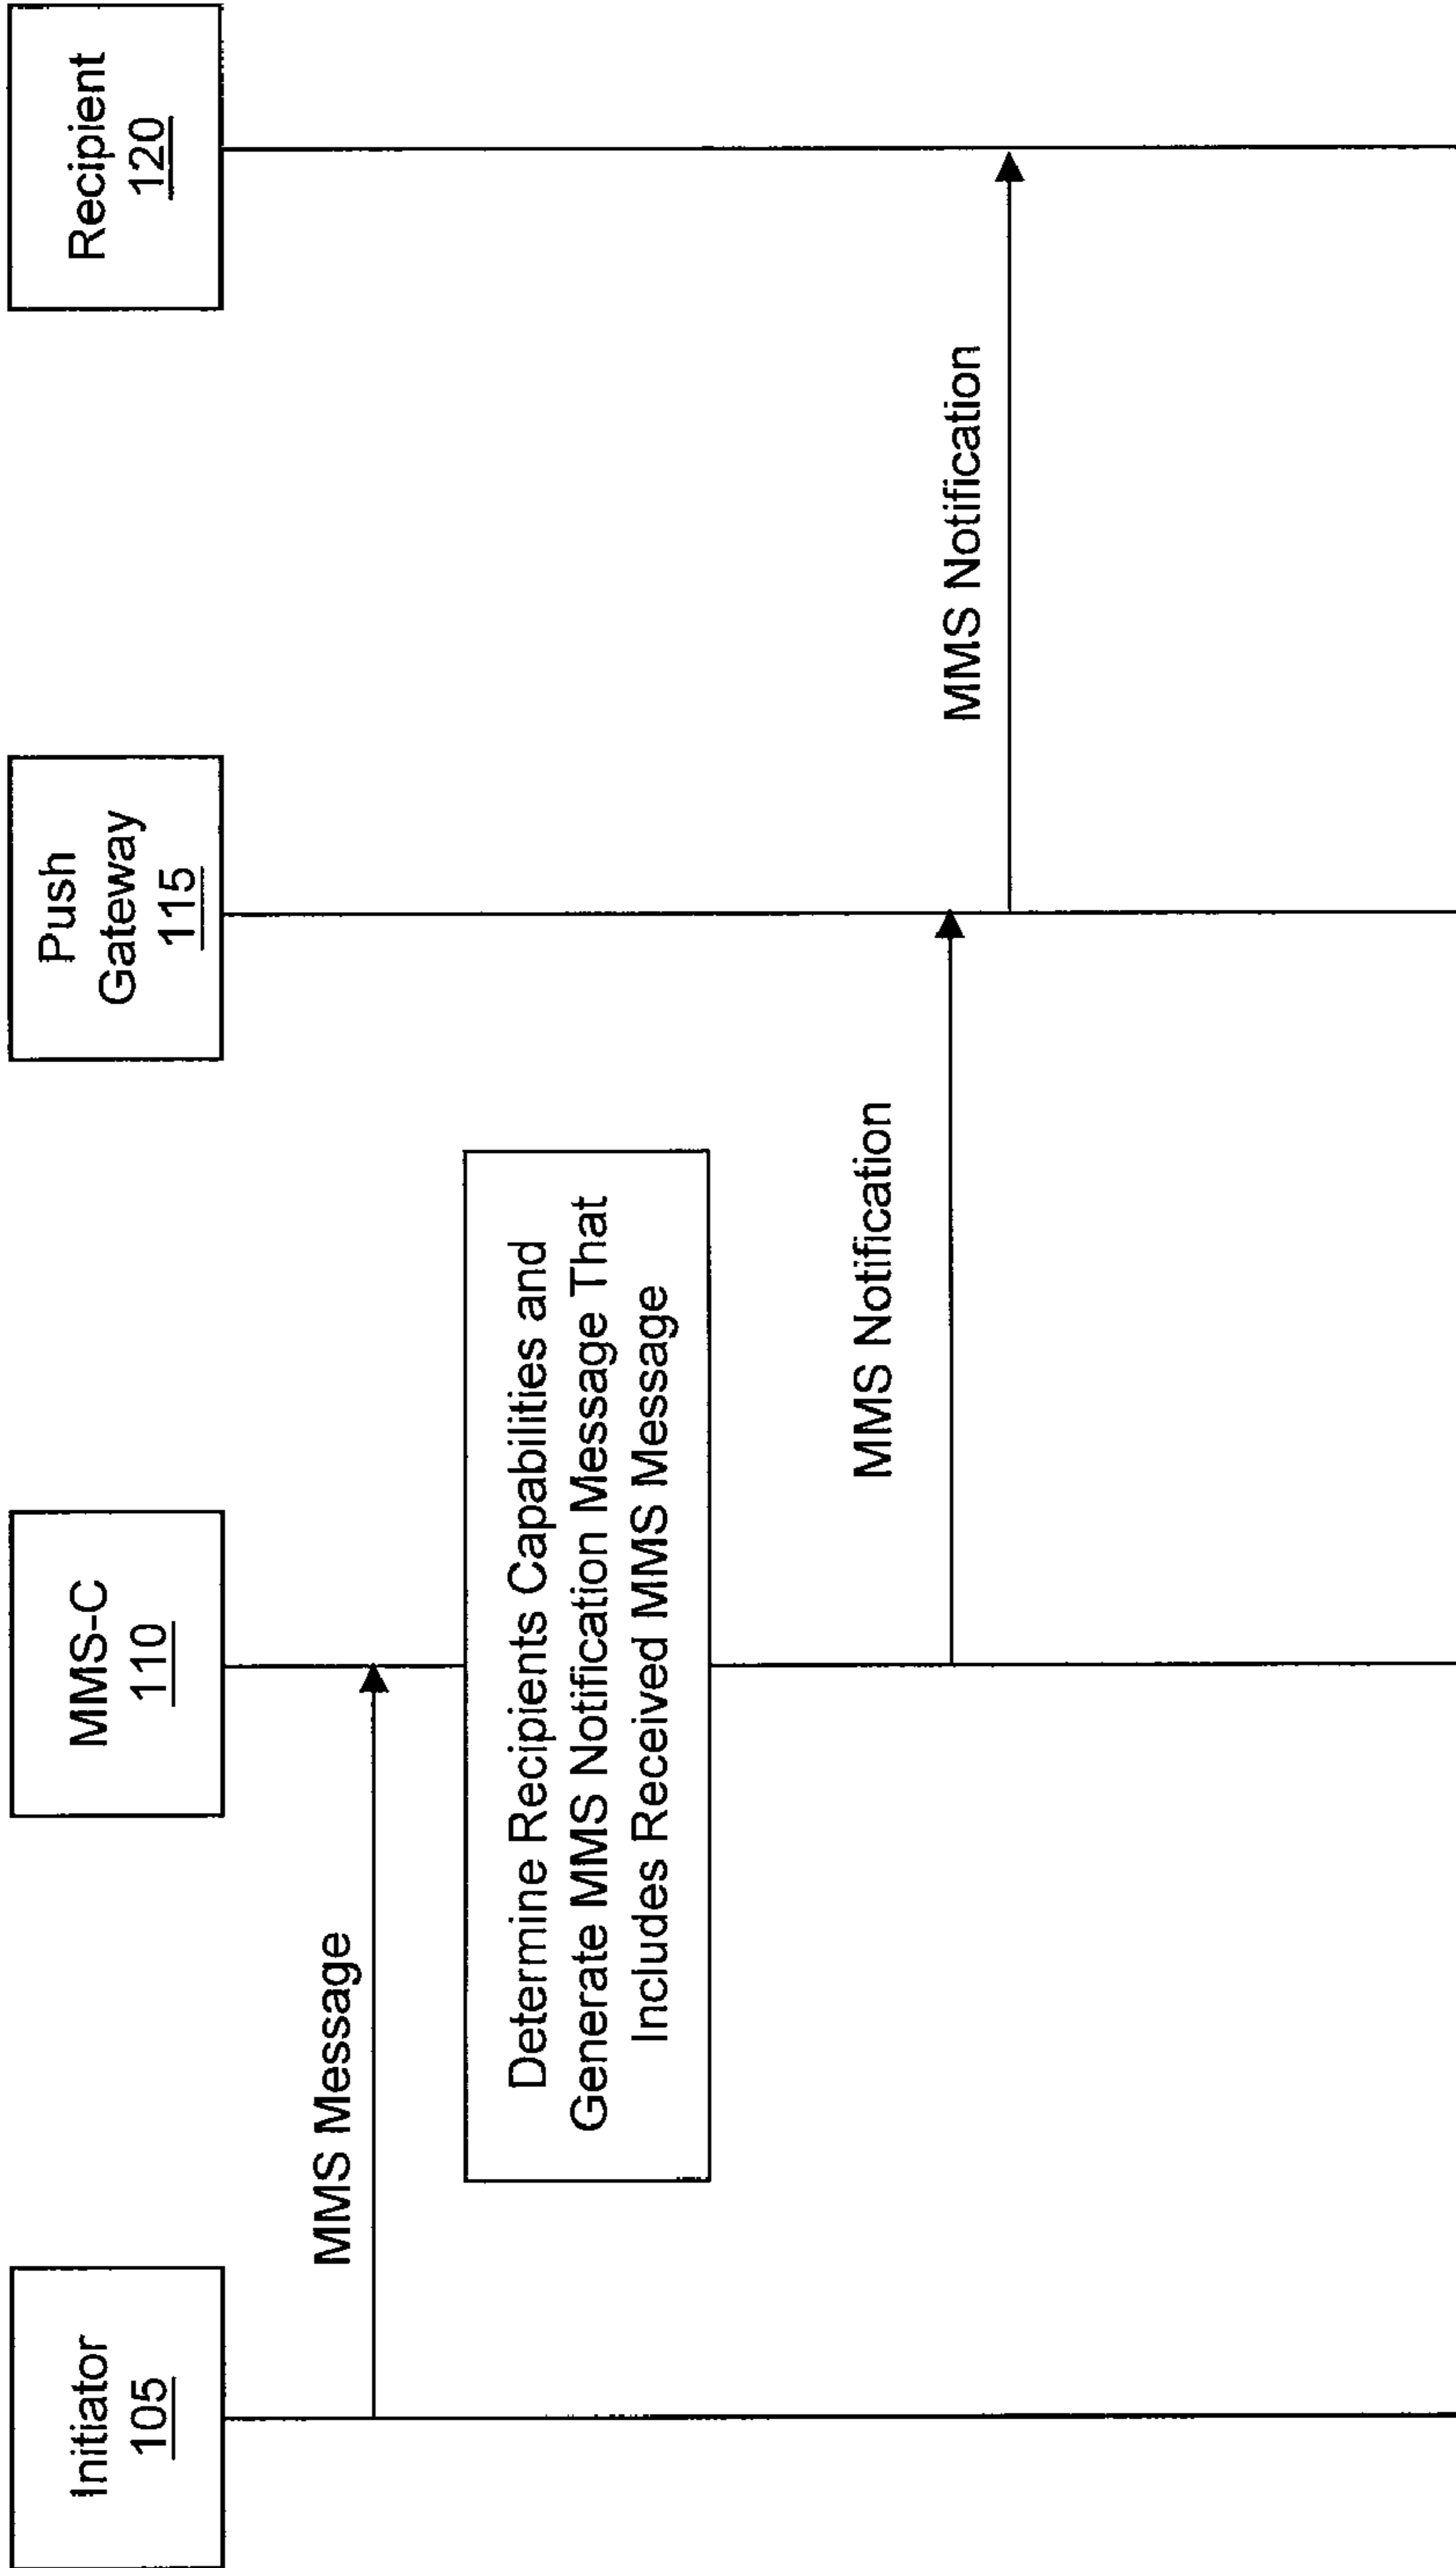 Initiator
105
MMS-C
110
Push
Gateway
115
Recipient
120
MMS Message
Determine Recipients Capabilities and
Generate MMS Notification Message That
Includes Received MMS Message
MMS Notification
MMS Notification